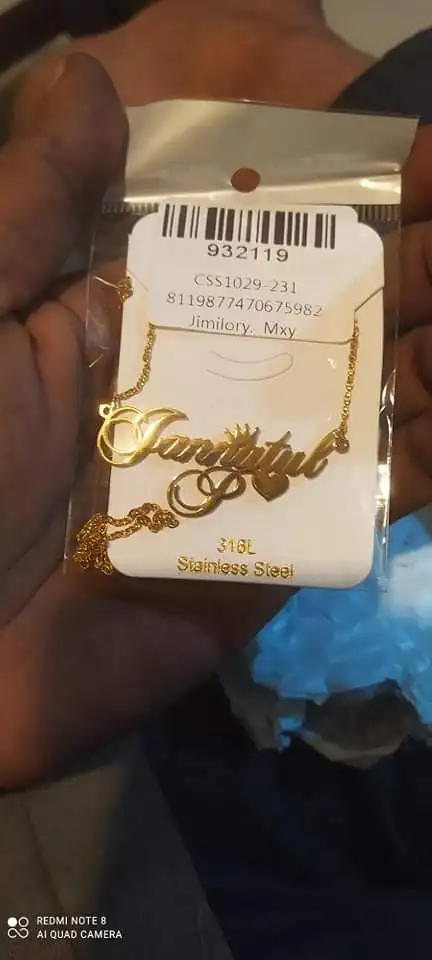 932119
CSS1029-231
8119877470675982
Jimilory. Mxy
Jannatul
P
316L
Stainless Steel
REDMI NOTE 8
AI QUAD CAMERA